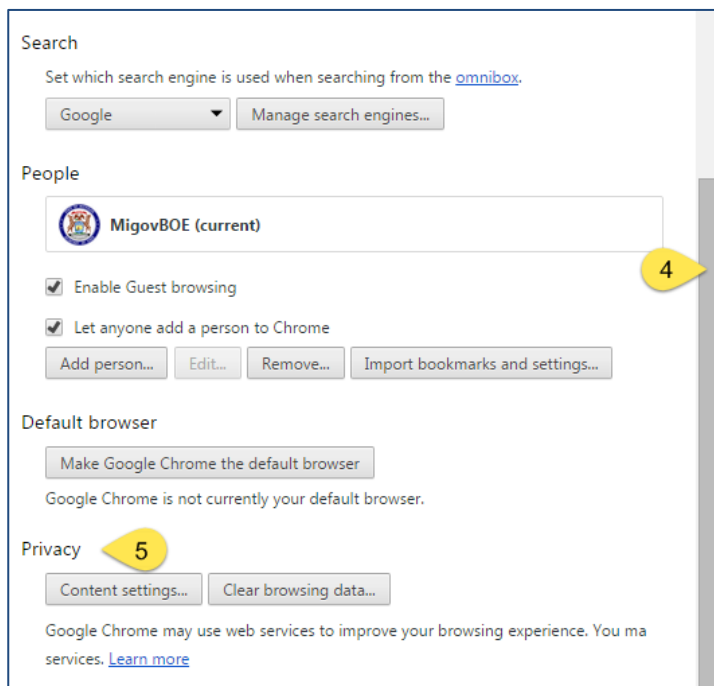 Search
Set which search engine is used when searching from the omnibox.
Google
Manage search engines...
People
MigovBOE (current)
4
Enable Guest browsing
Let anyone add a person to Chrome
Add person...
Edit...
Remove...
Import bookmarks and settings...
Default browser
Make Google Chrome the default browser
Google Chrome is not currently your default browser.
Privacy
5
Content settings...
Clear browsing data...
Google Chrome may use web services to improve your browsing experience. You ma
services. Learn more